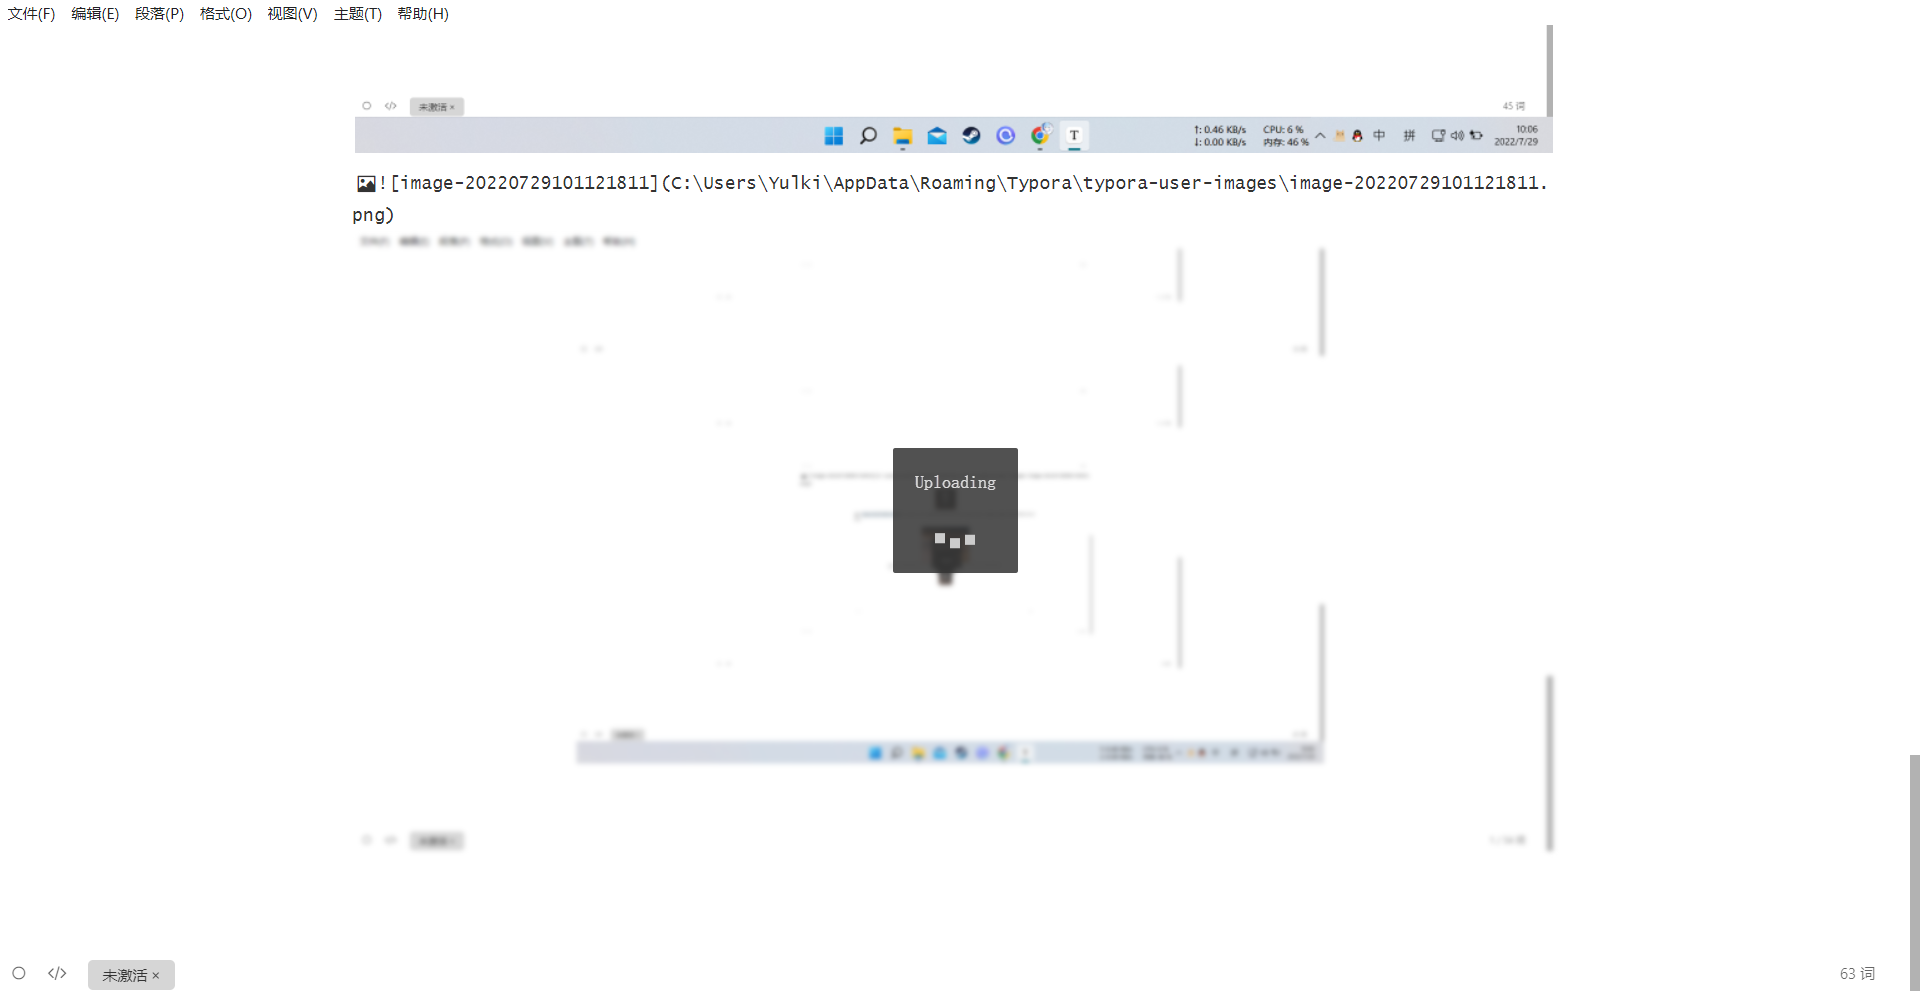 文件(F) 编辑(E) 段落(P) 格式(O) 视图(V) 主题(T) 帮助(H)
未激活 × 45 词
↑: 0.46 KB/s CPU: 6 % 中 拼 10:06
↓: 0.00 KB/s 内存: 46 % 2022/7/29
![image-20220729101121811](C:\Users\Yulki\AppData\Roaming\Typora\typora-user-images\image-20220729101121811.
png)
Uploading
</> 未激活 × 63 词